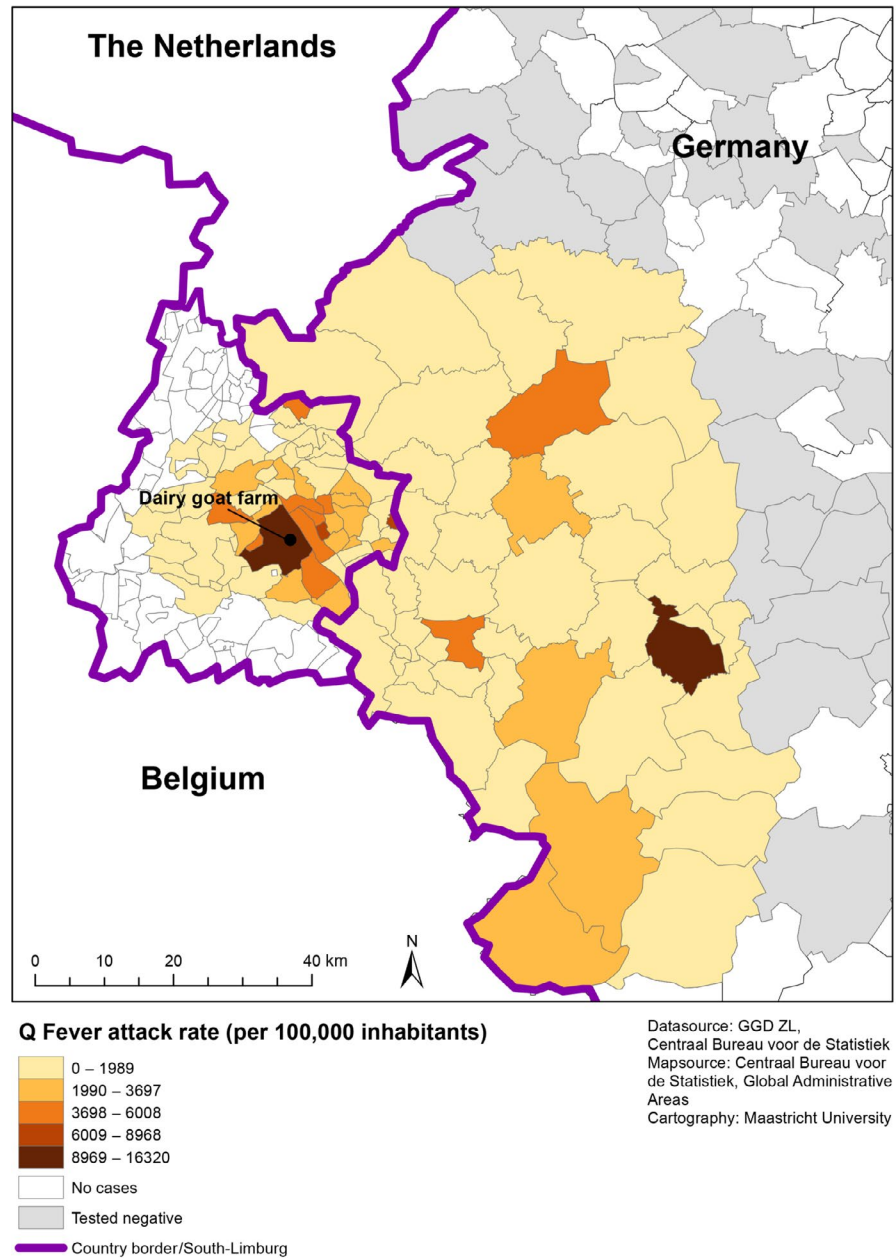 The Netherlands
Germany
Dairy goat farm
Belgium
N
0 10 20 40 km
Q Fever attack rate (per 100,000 inhabitants)
0 – 1989
1990 – 3697
3698 – 6008
6009 – 8968
8969 – 16320
No cases
Tested negative
Country border/South-Limburg
Datasource: GGD ZL,
Centraal Bureau voor de Statistiek
Mapsource: Centraal Bureau voor
de Statistiek, Global Administrative
Areas
Cartography: Maastricht University